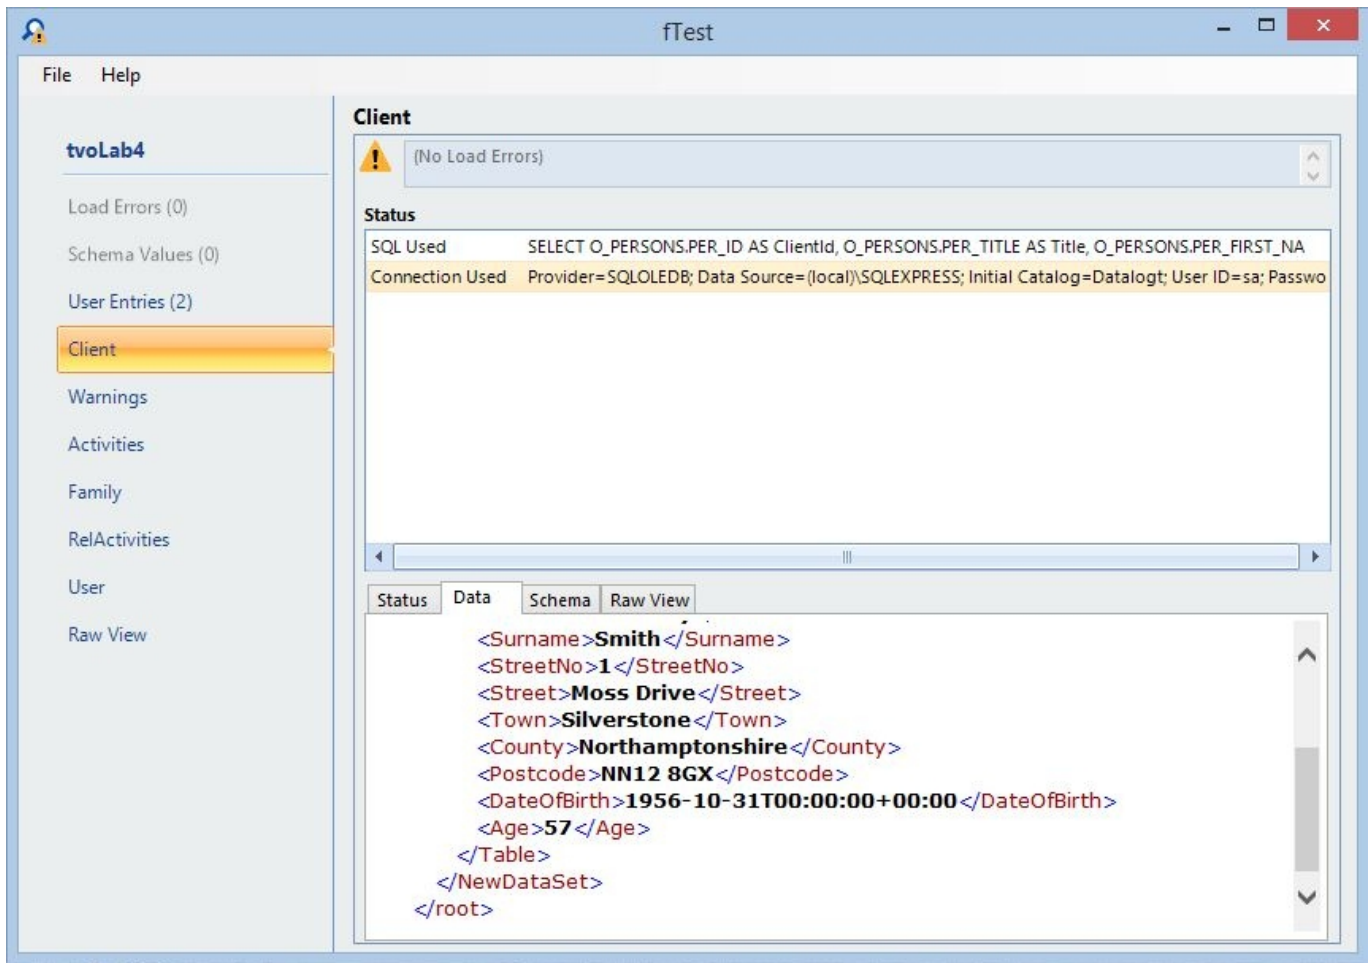 fTest
File Help
tvoLab4
Load Errors (0)
Schema Values (0)
User Entries (2)
Client
Warnings
Activities
Family
RelActivities
User
Raw View
Client
(No Load Errors)
Status
SQL Used SELECT O_PERSONS.PER_ID AS ClientId, O_PERSONS.PER_TITLE AS Title, O_PERSONS.PER_FIRST_NA
Connection Used Provider=SQLOLEDB; Data Source=(local)\SQLEXPRESS; Initial Catalog=Datalogt; User ID=sa; Passwo
Status Data Schema Raw View
<Surname>Smith</Surname>
<StreetNo>1</StreetNo>
<Street>Moss Drive</Street>
<Town>Silverstone</Town>
<County>Northamptonshire</County>
<Postcode>NN12 8GX</Postcode>
<DateOfBirth>1956-10-31T00:00:00+00:00</DateOfBirth>
<Age>57</Age>
</Table>
</NewDataSet>
</root>